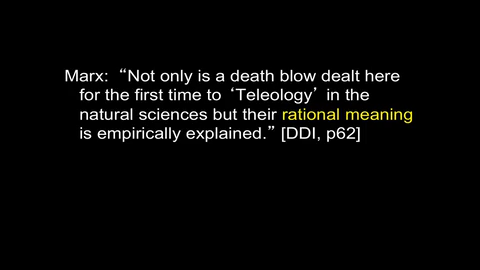 Marx: “Not only is a death blow dealt here
for the first time to ‘Teleology’ in the
natural sciences but their rational meaning
is empirically explained.” [DDI, p62]